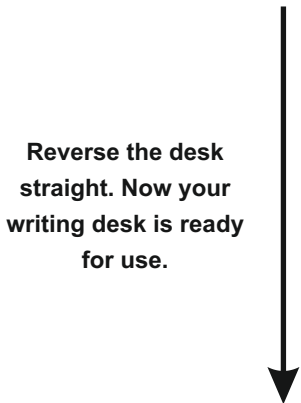 Reverse the desk
straight. Now your
writing desk is ready
for use.